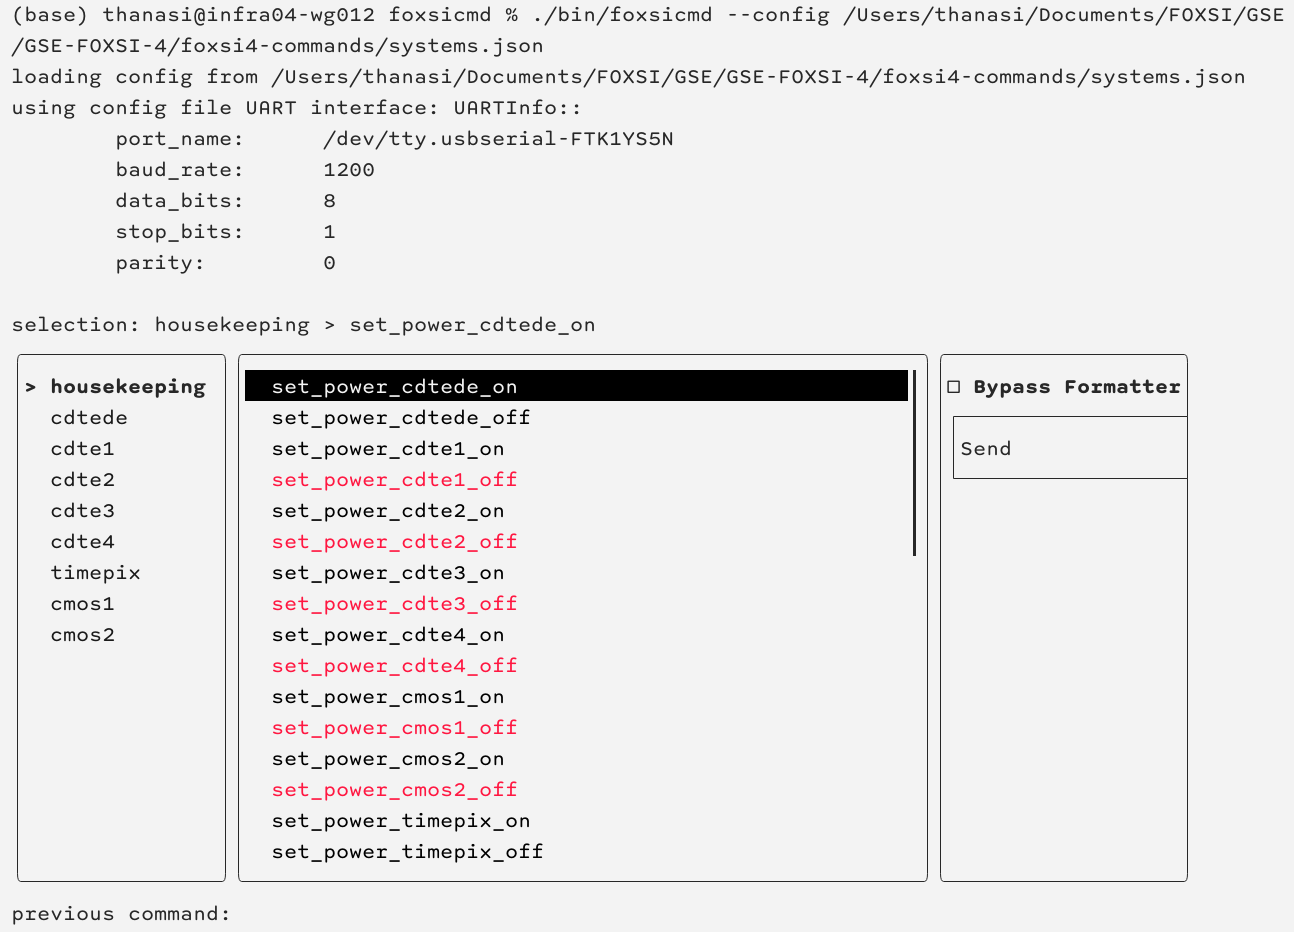 (base) thanasi@infra04-wg012 foxsicmd % ./bin/foxsicmd --config /Users/thanasi/Documents/FOXSI/GSE
/GSE-FOXSI-4/foxsi4-commands/systems.json
loading config from /Users/thanasi/Documents/FOXSI/GSE/GSE-FOXSI-4/foxsi4-commands/systems.json
using config file UART interface: UARTInfo::
port_name: /dev/tty.usbserial-FTK1YS5N
baud_rate: 1200
data_bits: 8
stop_bits: 1
parity: 0
selection: housekeeping > set_power_cdtede_on
> housekeeping
cdtede
cdte1
cdte2
cdte3
cdte4
timepix
cmos1
cmos2
set_power_cdtede_on
set_power_cdtede_off
set_power_cdte1_on
set_power_cdte1_off
set_power_cdte2_on
set_power_cdte2_off
set_power_cdte3_on
set_power_cdte3_off
set_power_cdte4_on
set_power_cdte4_off
set_power_cmos1_on
set_power_cmos1_off
set_power_cmos2_on
set_power_cmos2_off
set_power_timepix_on
set_power_timepix_off
☐ Bypass Formatter
Send
previous command: